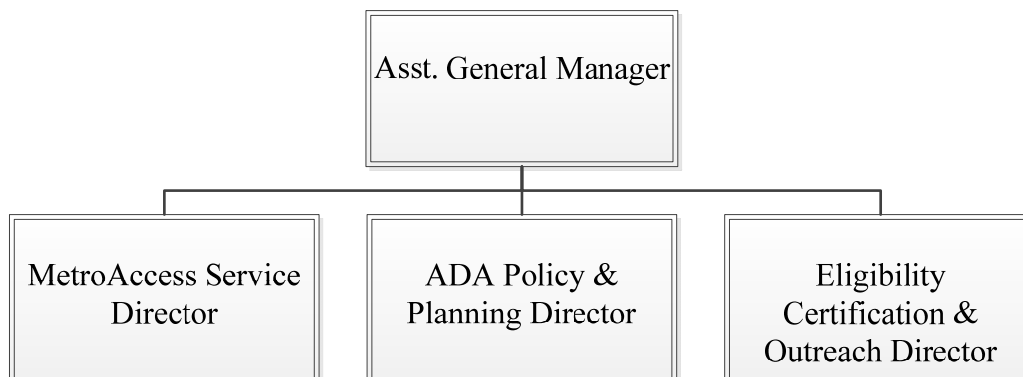 Asst. General Manager
MetroAccess Service
Director
ADA Policy &
Planning Director
Eligibility
Certification &
Outreach Director